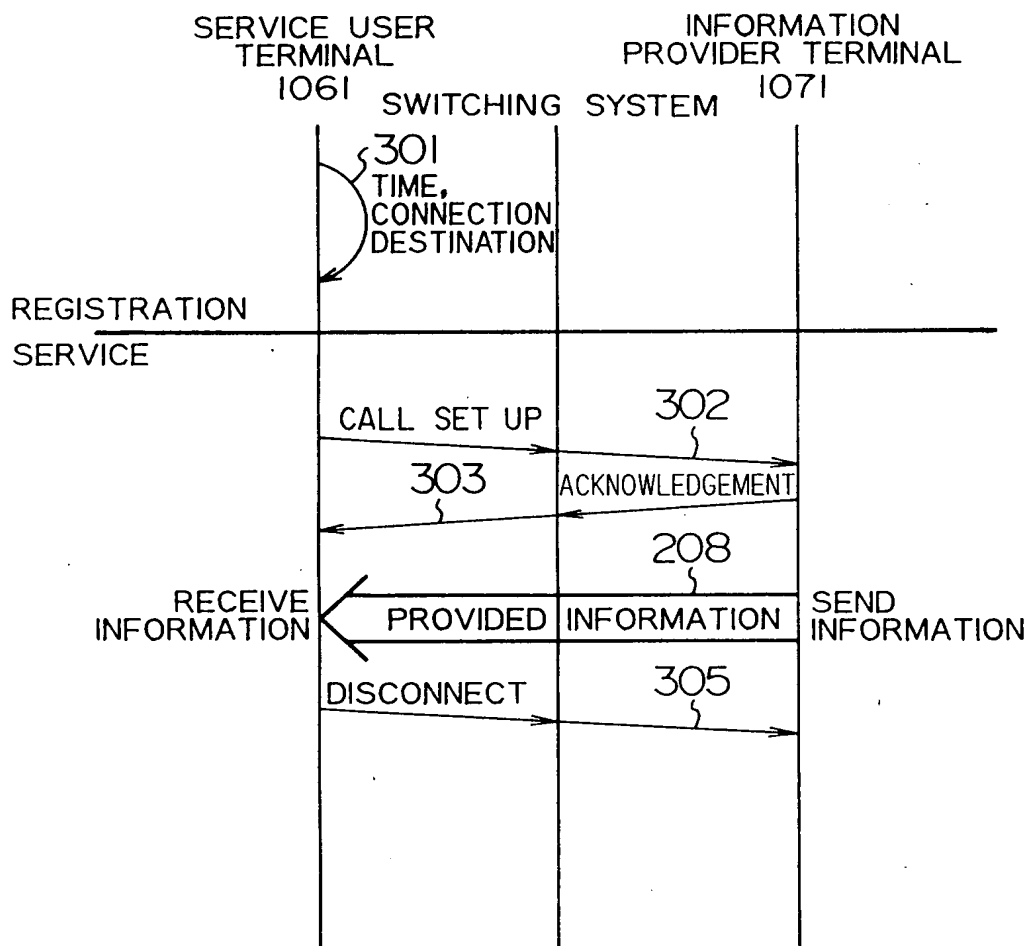 SERVICE USER
TERMINAL
1061
SWITCHING SYSTEM
INFORMATION
PROVIDER TERMINAL
1071
301
TIME,
CONNECTION
DESTINATION
REGISTRATION
SERVICE
CALL SET UP
302
303
ACKNOWLEDGEMENT
208
RECEIVE
INFORMATION
PROVIDED INFORMATION
SEND
INFORMATION
DISCONNECT
305